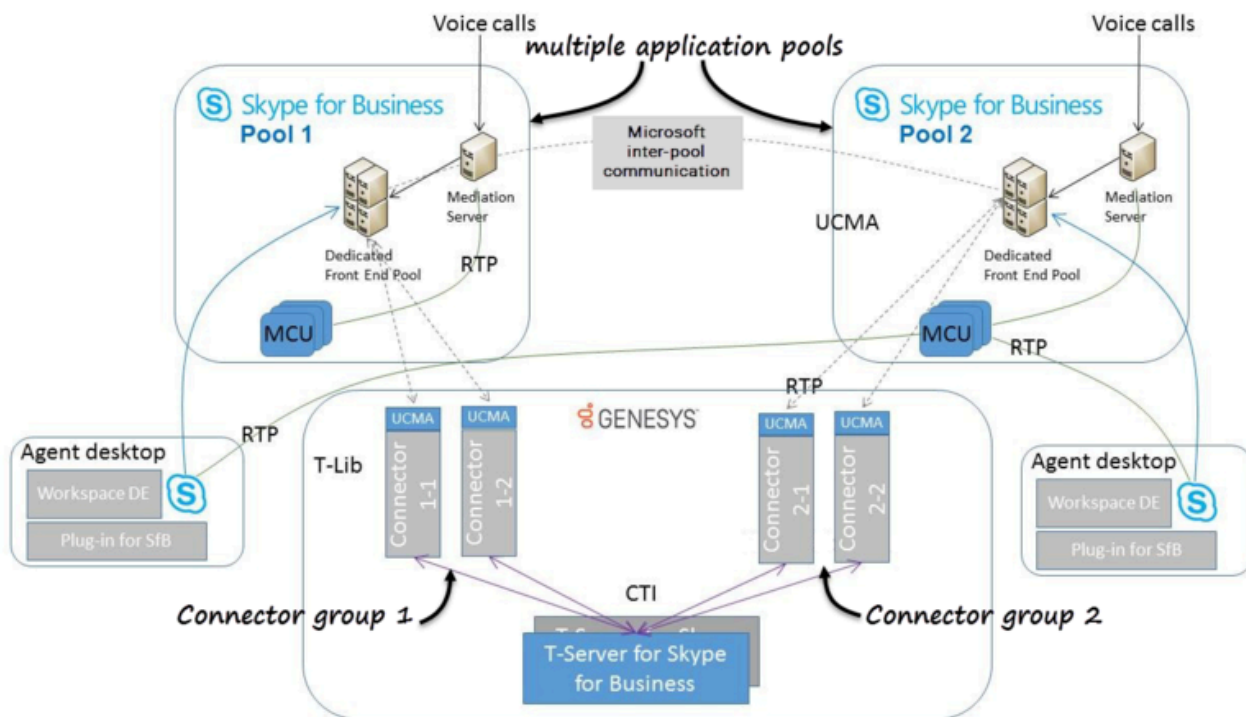 Voice calls
Voice calls
multiple application pools
S Skype for Business
Pool 1
S Skype for Business
Pool 2
Microsoft
inter-pool
communication
Mediation
Server
Mediation
Server
UCMA
Dedicated
Front End Pool
RTP
Dedicated
Front End Pool
MCU
MCU
RTP
RTP
UCMA
UCMA
GENESYS
UCMA
UCMA
RTP
Agent desktop
Workspace DE
S
Plug-in for SfB
T-Lib
Connector
1-1
Connector
1-2
Connector
2-1
Connector
2-2
Agent desktop
Workspace DE
S
Plug-in for SfB
CTI
Connector group 1
Connector group 2
T-Server for Skype
for Business